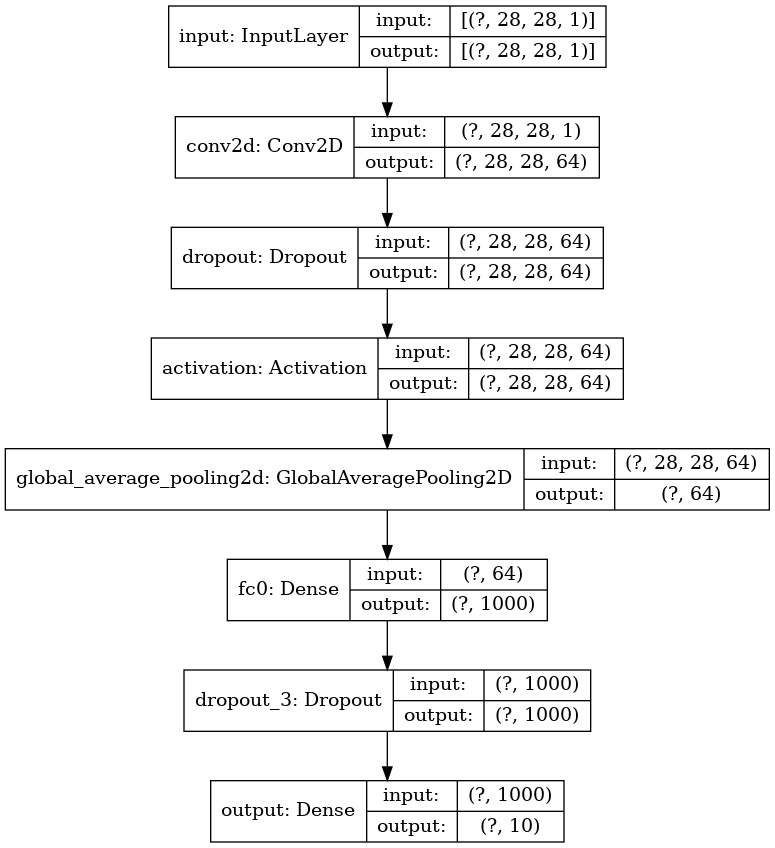 input: InputLayer
input:
[(?, 28, 28, 1)]
output:
[(?, 28, 28, 1)]
conv2d: Conv2D
input:
(?, 28, 28, 1)
output:
(?, 28, 28, 64)
dropout: Dropout
input:
(?, 28, 28, 64)
output:
(?, 28, 28, 64)
activation: Activation
input:
(?, 28, 28, 64)
output:
(?, 28, 28, 64)
global_average_pooling2d: GlobalAveragePooling2D
input:
(?, 28, 28, 64)
output:
(?, 64)
fc0: Dense
input:
(?, 64)
output:
(?, 1000)
dropout_3: Dropout
input:
(?, 1000)
output:
(?, 1000)
output: Dense
input:
(?, 1000)
output:
(?, 10)